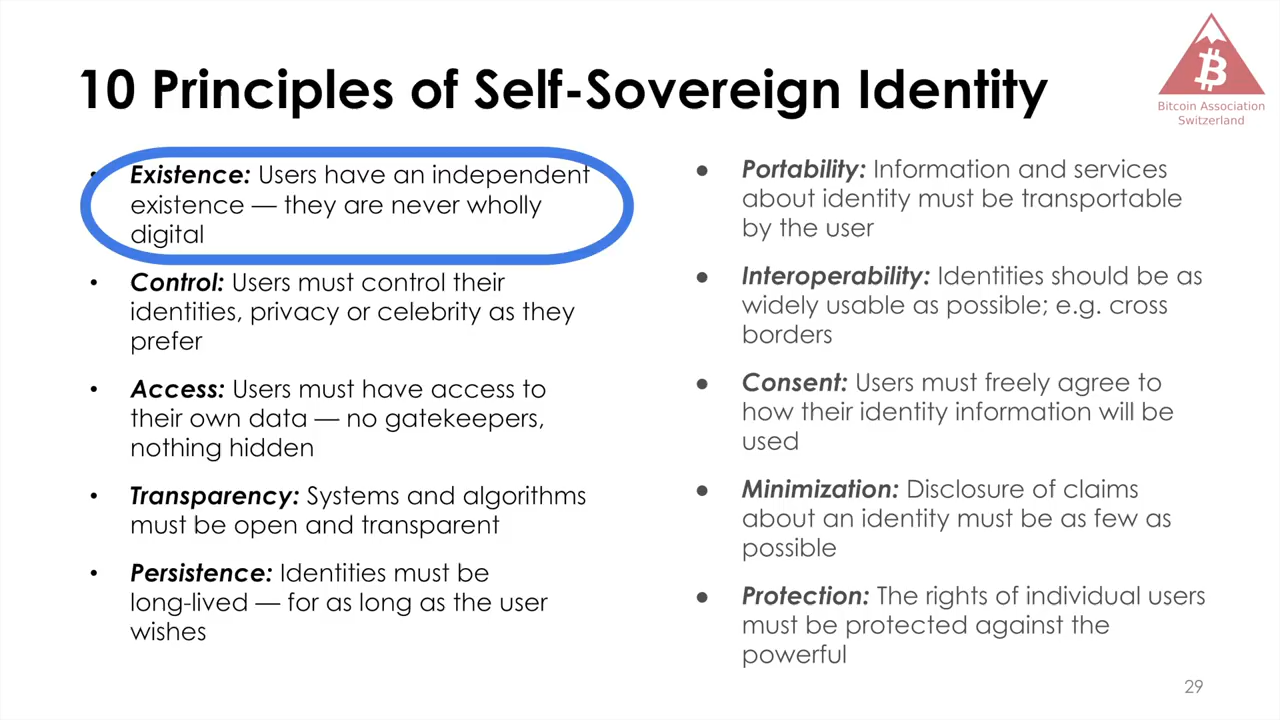 10 Principles of Self-Sovereign Identity
Bitcoin Association
Switzerland
• Existence: Users have an independent
existence — they are never wholly
digital
• Control: Users must control their
identities, privacy or celebrity as they
prefer
• Access: Users must have access to
their own data — no gatekeepers,
nothing hidden
• Transparency: Systems and algorithms
must be open and transparent
• Persistence: Identities must be
long-lived — for as long as the user
wishes
● Portability: Information and services
about identity must be transportable
by the user
● Interoperability: Identities should be as
widely usable as possible; e.g. cross
borders
● Consent: Users must freely agree to
how their identity information will be
used
● Minimization: Disclosure of claims
about an identity must be as few as
possible
● Protection: The rights of individual users
must be protected against the
powerful
29